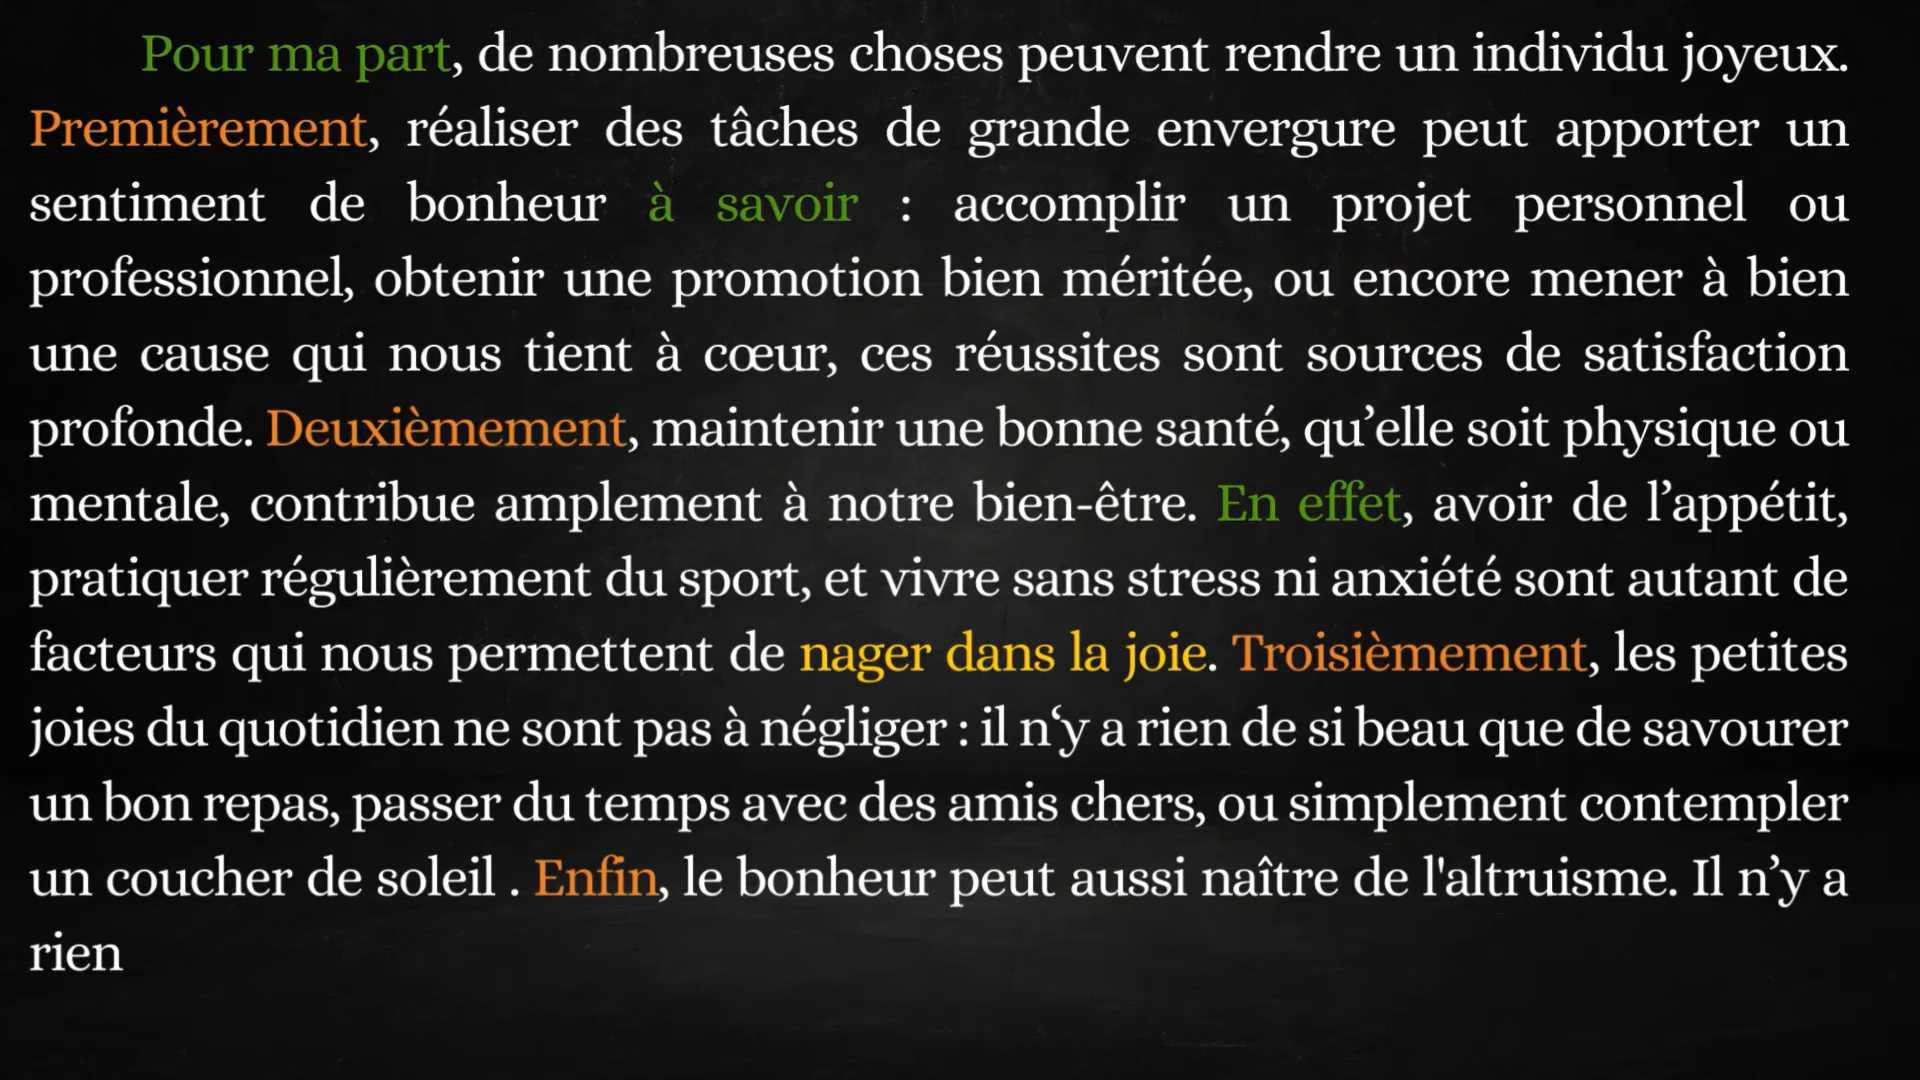 Pour ma part, de nombreuses choses peuvent rendre un individu joyeux.
Premièrement, réaliser des tâches de grande envergure peut apporter un
sentiment de bonheur à savoir : accomplir un projet personnel ou
professionnel, obtenir une promotion bien méritée, ou encore mener à bien
une cause qui nous tient à cœur, ces réussites sont sources de satisfaction
profonde. Deuxièmement, maintenir une bonne santé, qu’elle soit physique ou
mentale, contribue amplement à notre bien-être. En effet, avoir de l’appétit,
pratiquer régulièrement du sport, et vivre sans stress ni anxiété sont autant de
facteurs qui nous permettent de nager dans la joie. Troisièmement, les petites
joies du quotidien ne sont pas à négliger : il n‘y a rien de si beau que de savourer
un bon repas, passer du temps avec des amis chers, ou simplement contempler
un coucher de soleil . Enfin, le bonheur peut aussi naître de l'altruisme. Il n’y a
rien